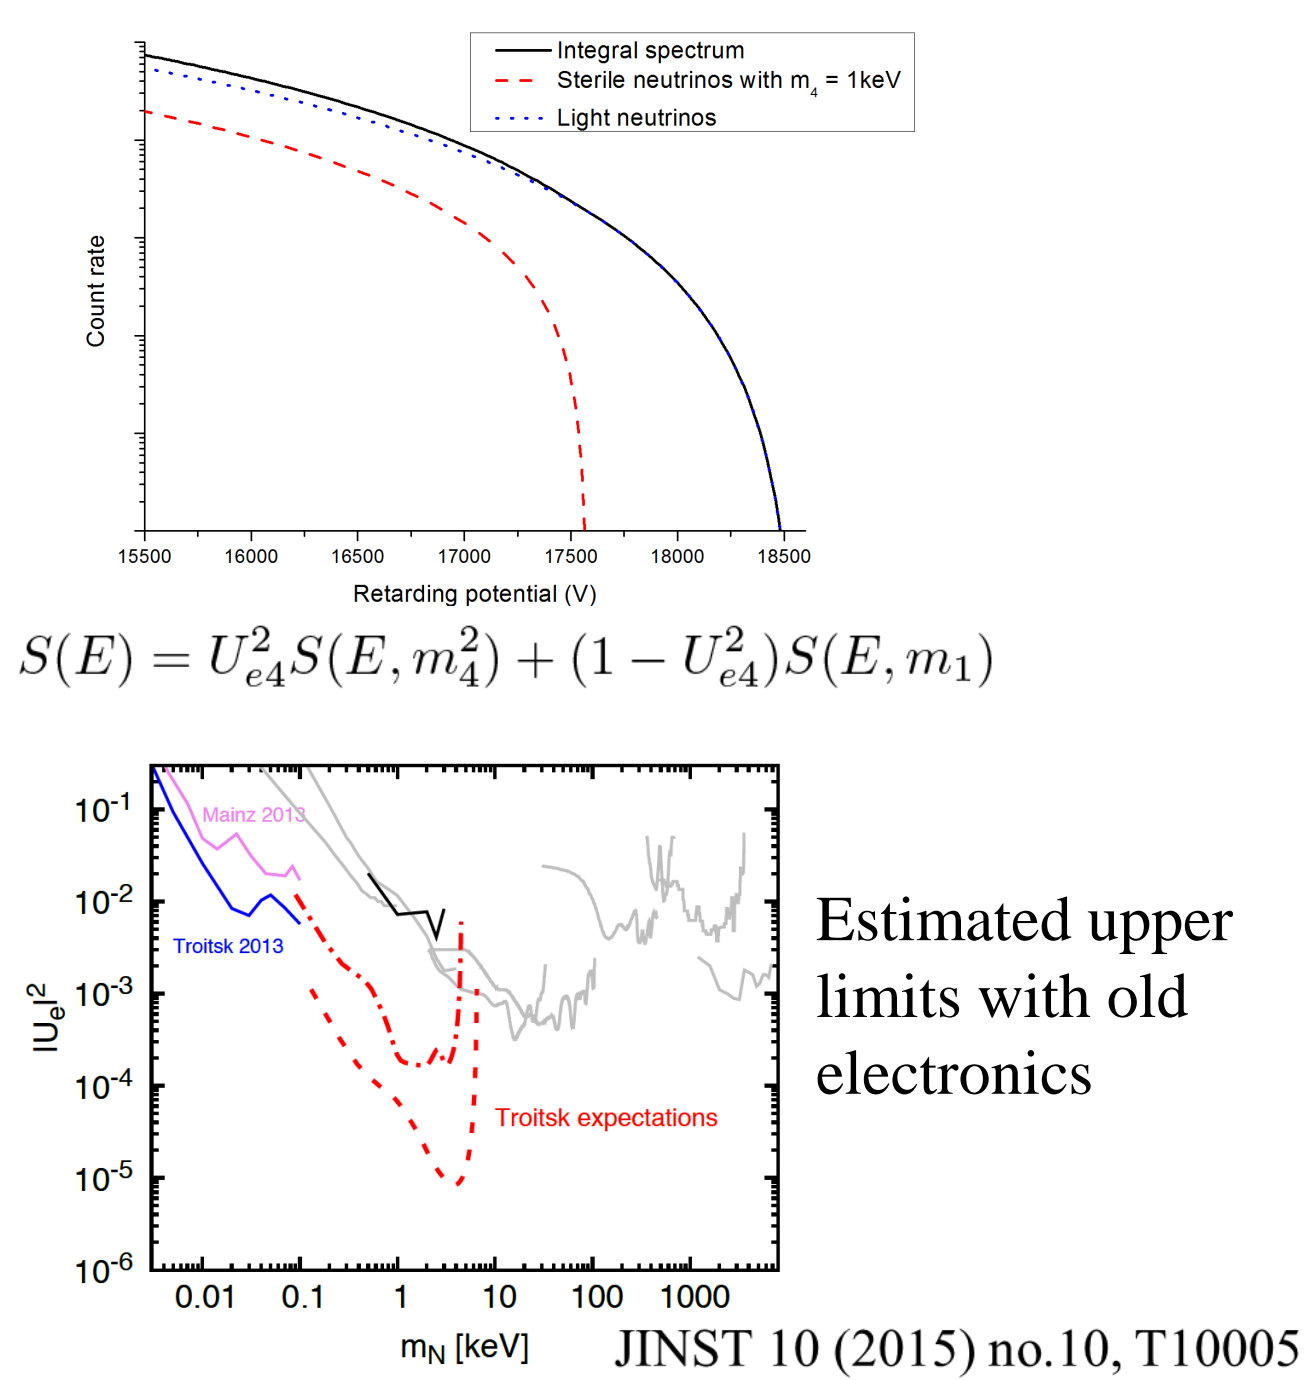 Integral spectrum
Sterile neutrinos with m₄ = 1keV
Light neutrinos
Count rate
15500 16000 16500 17000 17500 18000 18500
Retarding potential (V)
S(E) = U²ₑ₄S(E, m²₄) + (1 − U²ₑ₄)S(E, m₁)
10⁻¹
10⁻²
10⁻³
10⁻⁴
10⁻⁵
10⁻⁶
|Uₑ|²
Mainz 2013
Troitsk 2013
Troitsk expectations
0.01 0.1 1 10 100 1000
m_N [keV]
Estimated upper
limits with old
electronics
JINST 10 (2015) no.10, T10005